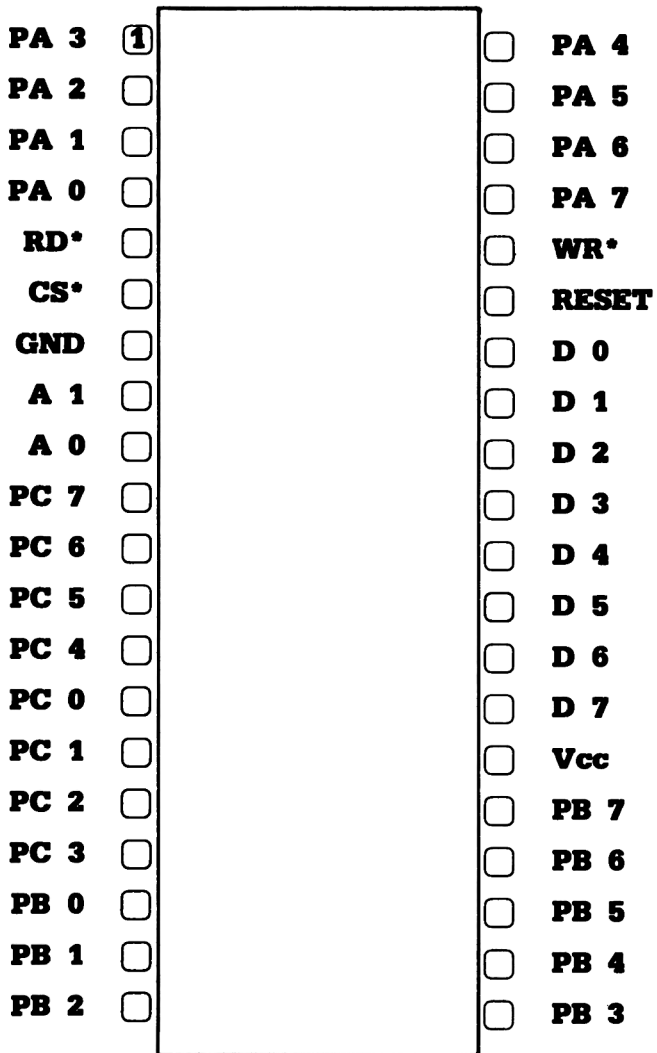 PA 3 1 PA 4
PA 2 PA 5
PA 1 PA 6
PA 0 PA 7
RD* WR*
CS* RESET
GND D 0
A 1 D 1
A 0 D 2
PC 7 D 3
PC 6 D 4
PC 5 D 5
PC 4 D 6
PC 0 D 7
PC 1 Vcc
PC 2 PB 7
PC 3 PB 6
PB 0 PB 5
PB 1 PB 4
PB 2 PB 3